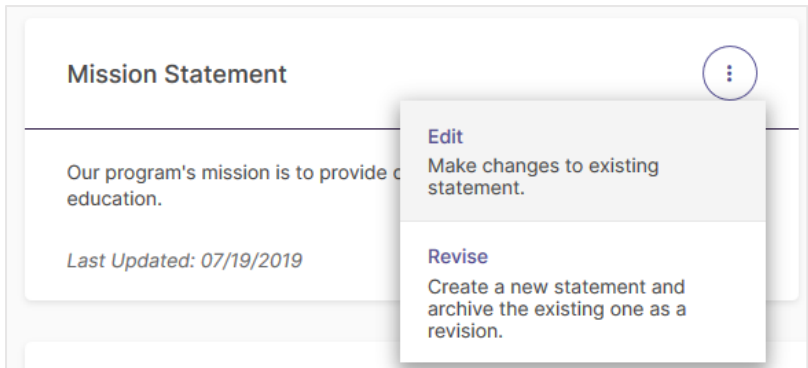 Mission Statement
Edit
Make changes to existing
statement.
Our program's mission is to provide
education.
Last Updated: 07/19/2019
Revise
Create a new statement and
archive the existing one as a
revision.